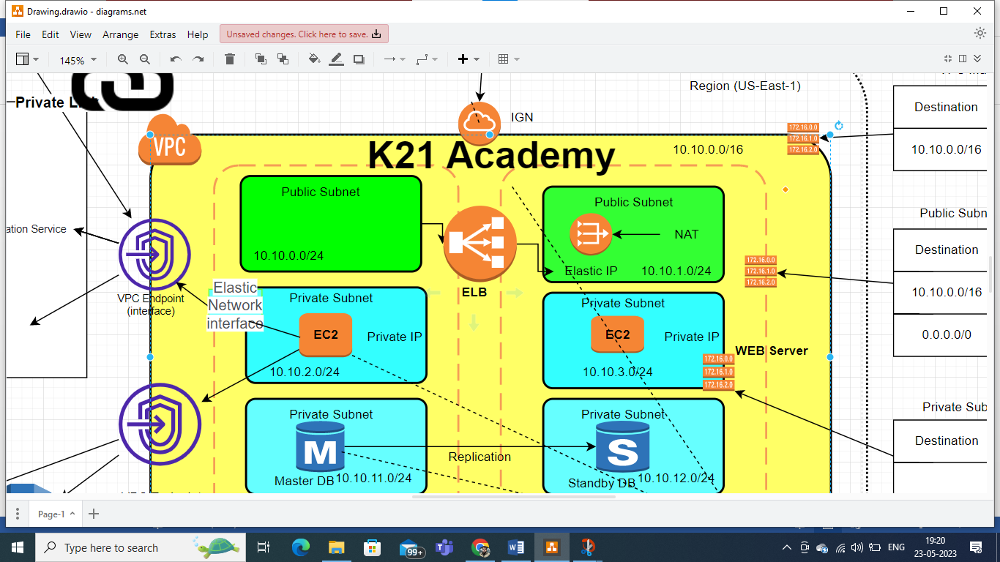 Drawing.drawio - diagrams.net
File Edit View Arrange Extras Help Unsaved changes. Click here to save.
145%
Region (US-East-1)
Private
IGN
Destination
VPC
172.16.0.0
172.16.1.0
172.16.2.0
K21 Academy
10.10.0.0/16
10.10.0.0/16
Public Subnet
Public Subnet
10.10.0.0/24
NAT
Elastic IP
10.10.1.0/24
ation Service
Public Subn
Destination
172.16.0.0
172.16.1.0
172.16.2.0
10.10.0.0/16
0.0.0.0/0
ELB
VPC Endpoint
(interface)
Elastic
Network
interface
Private Subnet
EC2
Private IP
10.10.2.0/24
Private Subnet
EC2
Private IP
10.10.3.0/24
WEB Server
172.16.0.0
172.16.1.0
172.16.2.0
Private Sub
Destination
Private Subnet
M
Master DB
10.10.11.0/24
Replication
Private Subnet
S
Standby DB
10.10.12.0/24
Page-1
Type here to search
99+
W
ENG
19:20
23-05-2023